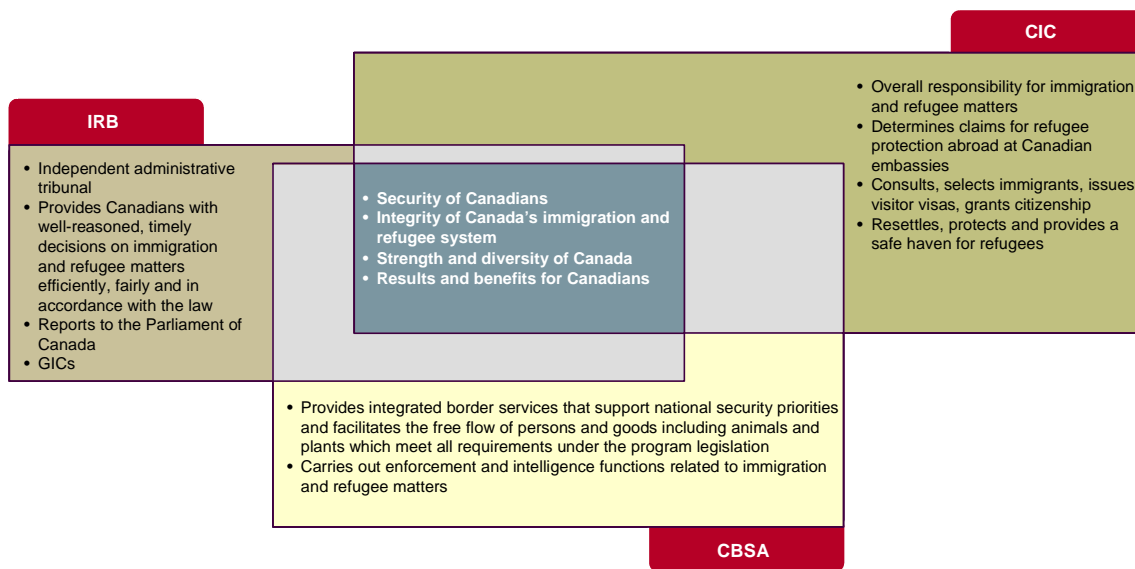 CIC
• Overall responsibility for immigration
and refugee matters
• Determines claims for refugee
protection abroad at Canadian
embassies
• Consults, selects immigrants, issues
visitor visas, grants citizenship
• Resettles, protects and provides a
safe haven for refugees
IRB
• Independent administrative
tribunal
• Provides Canadians with
well-reasoned, timely
decisions on immigration
and refugee matters
efficiently, fairly and in
accordance with the law
• Reports to the Parliament of
Canada
• GICs
• Security of Canadians
• Integrity of Canada’s immigration and
refugee system
• Strength and diversity of Canada
• Results and benefits for Canadians
• Provides integrated border services that support national security priorities
and facilitates the free flow of persons and goods including animals and
plants which meet all requirements under the program legislation
• Carries out enforcement and intelligence functions related to immigration
and refugee matters
CBSA